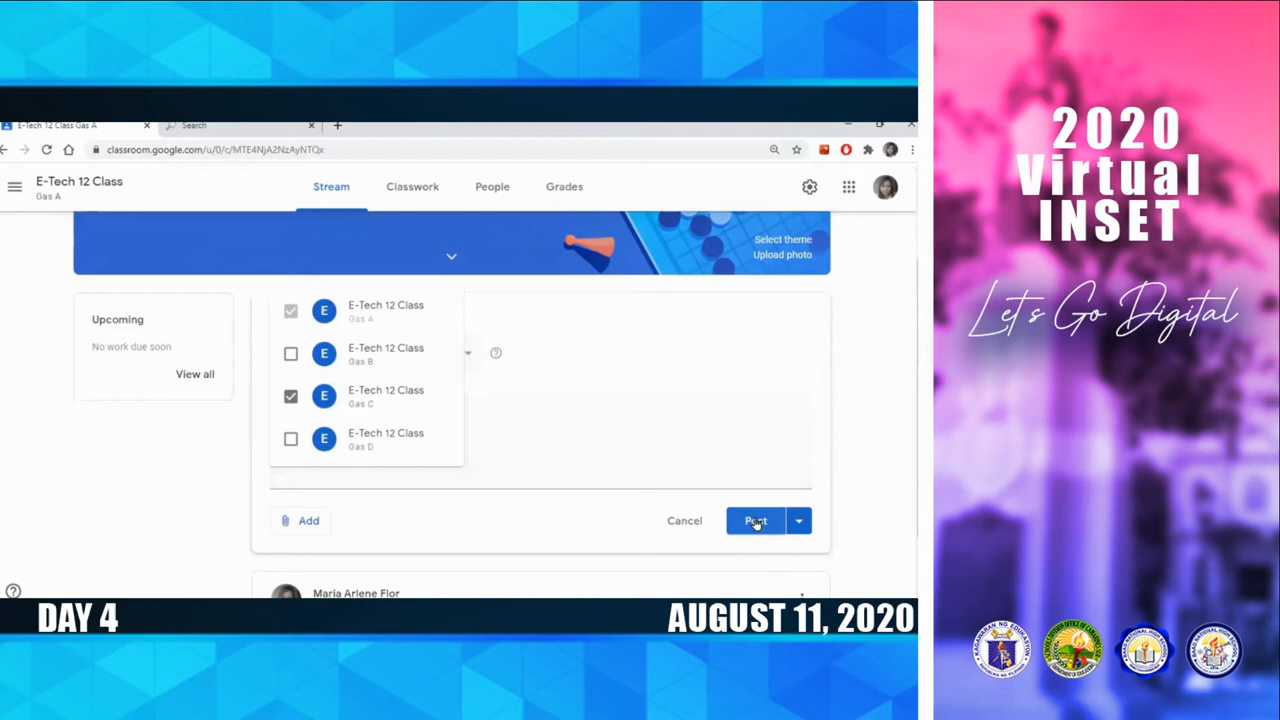 E-Tech 12 Class Gas A
Search
classroom.google.com/u/0/c/MTE4NjA2NzAyNTQx
E-Tech 12 Class
Gas A
Stream
Classwork
People
Grades
Select theme
Upload photo
Upcoming
No work due soon
View all
E
E-Tech 12 Class
Gas A
E
E-Tech 12 Class
Gas B
E
E-Tech 12 Class
Gas C
E
E-Tech 12 Class
Gas D
Add
Cancel
Post
Maria Arlene Flor
DAY 4
AUGUST 11, 2020
2020
Virtual
INSET
Let's Go Digital